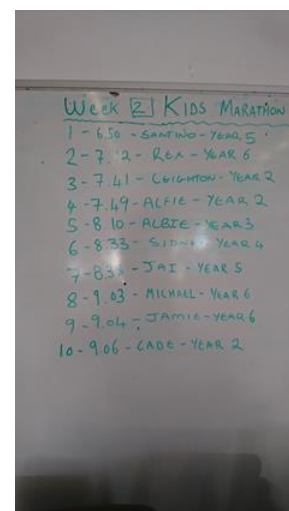 Week 2 KIDS MARATHON
1 - 6.50 - SANTINO - YEAR 5
2 - 7. 2 - REX - YEAR 6
3 - 7.41 - LEIGHTON - YEAR 2
4 - 7.49 - ALFIE - YEAR 2
5 - 8.10 - ALBIE - YEAR 3
6 - 8.33 - SIDNEY YEAR 4
7 - JAI - YEAR 5
8 - 9.03 - MICHAEL - YEAR 6
9 - 9.04 - JAMIE - YEAR 6
10 - 9.06 - CADE - YEAR 2